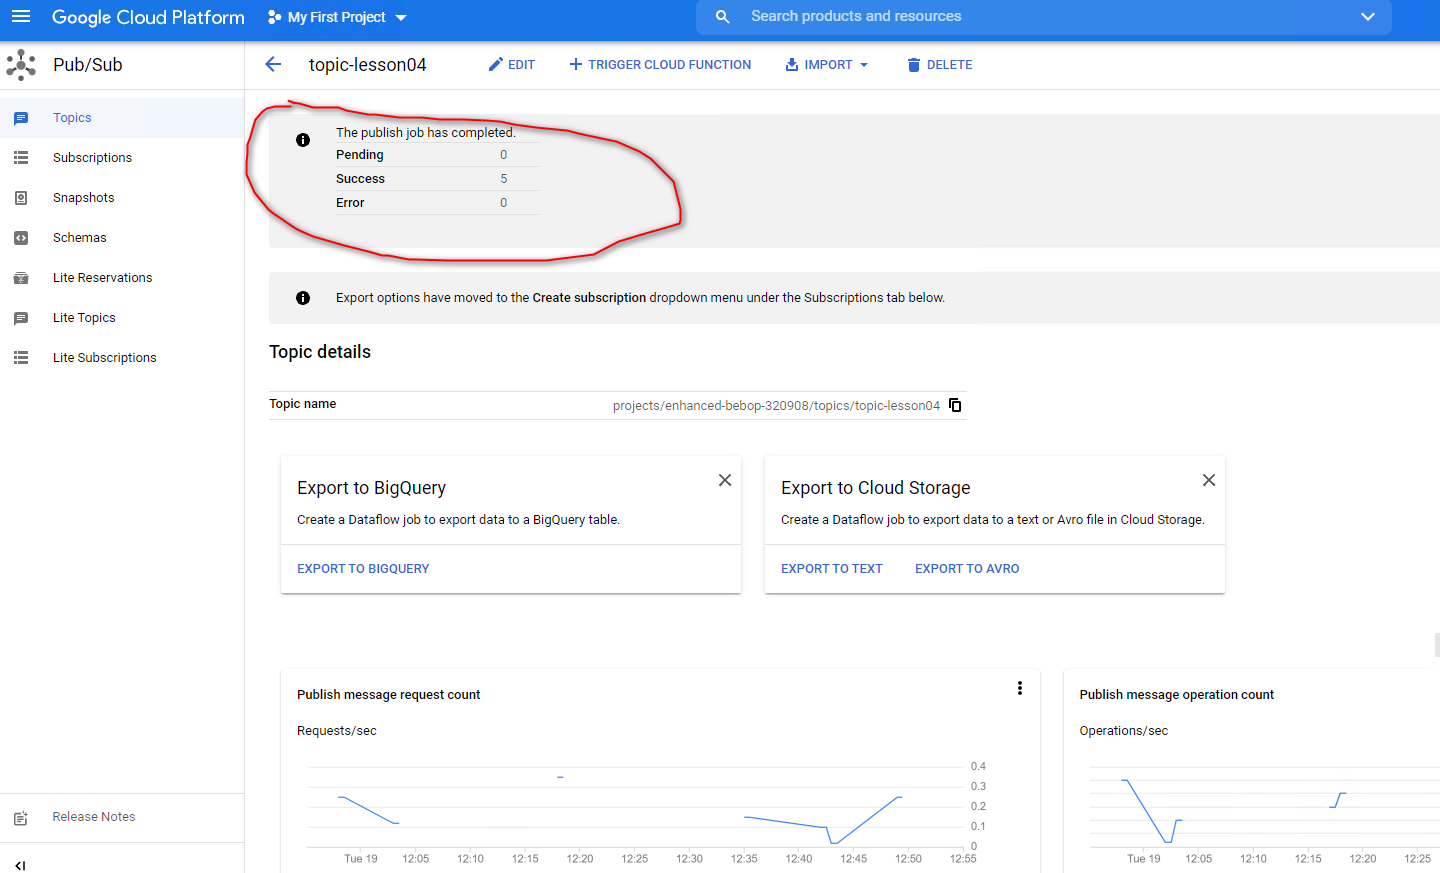 Google Cloud Platform
My First Project
Search products and resources
Pub/Sub
topic-lesson04
EDIT
TRIGGER CLOUD FUNCTION
IMPORT
DELETE
Topics
Subscriptions
Snapshots
Schemas
Lite Reservations
Lite Topics
Lite Subscriptions
Release Notes
The publish job has completed.
Pending 0
Success 5
Error 0
Export options have moved to the Create subscription dropdown menu under the Subscriptions tab below.
Topic details
Topic name projects/enhanced-bebop-320908/topics/topic-lesson04
Export to BigQuery
Create a Dataflow job to export data to a BigQuery table.
EXPORT TO BIGQUERY
Export to Cloud Storage
Create a Dataflow job to export data to a text or Avro file in Cloud Storage.
EXPORT TO TEXT EXPORT TO AVRO
Publish message request count
Requests/sec
0.4
0.3
0.2
0.1
0
Tue 19 12:05 12:10 12:15 12:20 12:25 12:30 12:35 12:40 12:45 12:50 12:55
Publish message operation count
Operations/sec
Tue 19 12:05 12:10 12:15 12:20 12:25